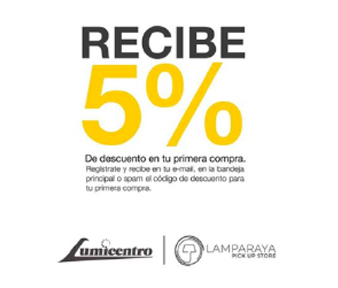 RECIBE
5%
De descuento en tu primera compra.
Regístrate y recibe en tu e-mail, en la bandeja
principal o spam el código de descuento para
tu primera compra.
Lumicentro
LAMPARAYA
PICK UP STORE